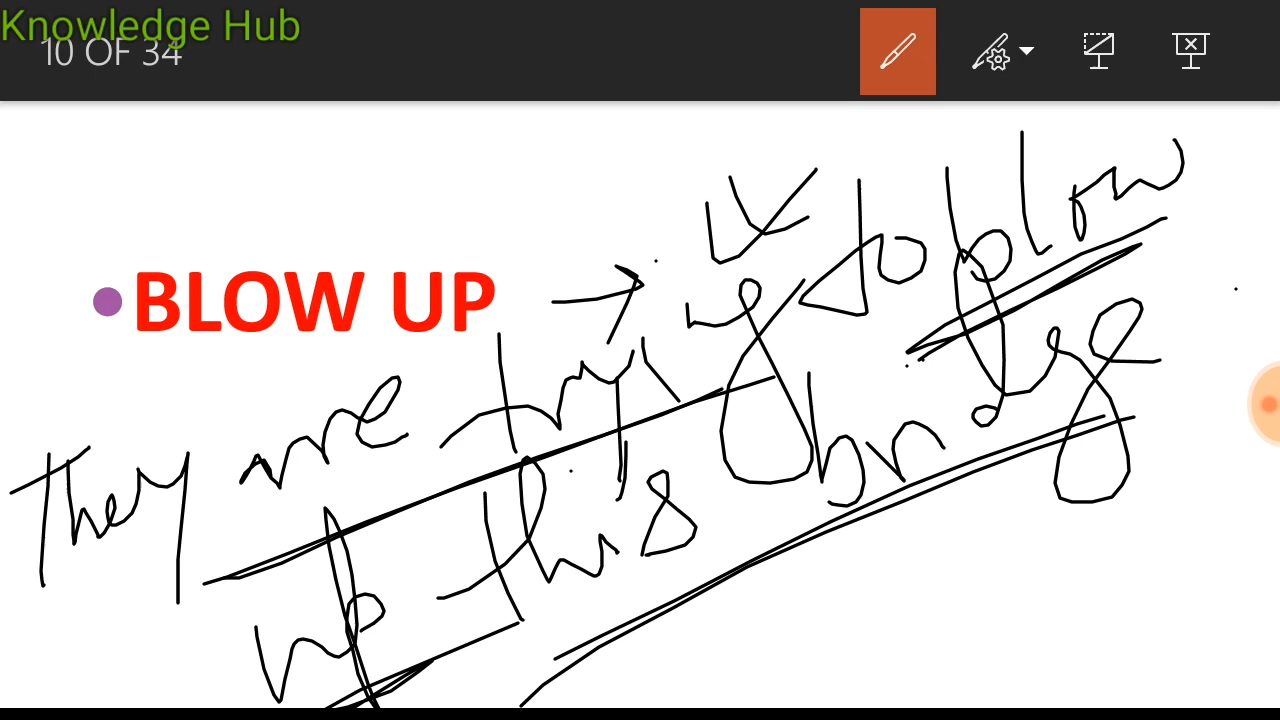 Knowledge Hub
10 OF 34
• BLOW UP
They are trying to blow
up this bridge